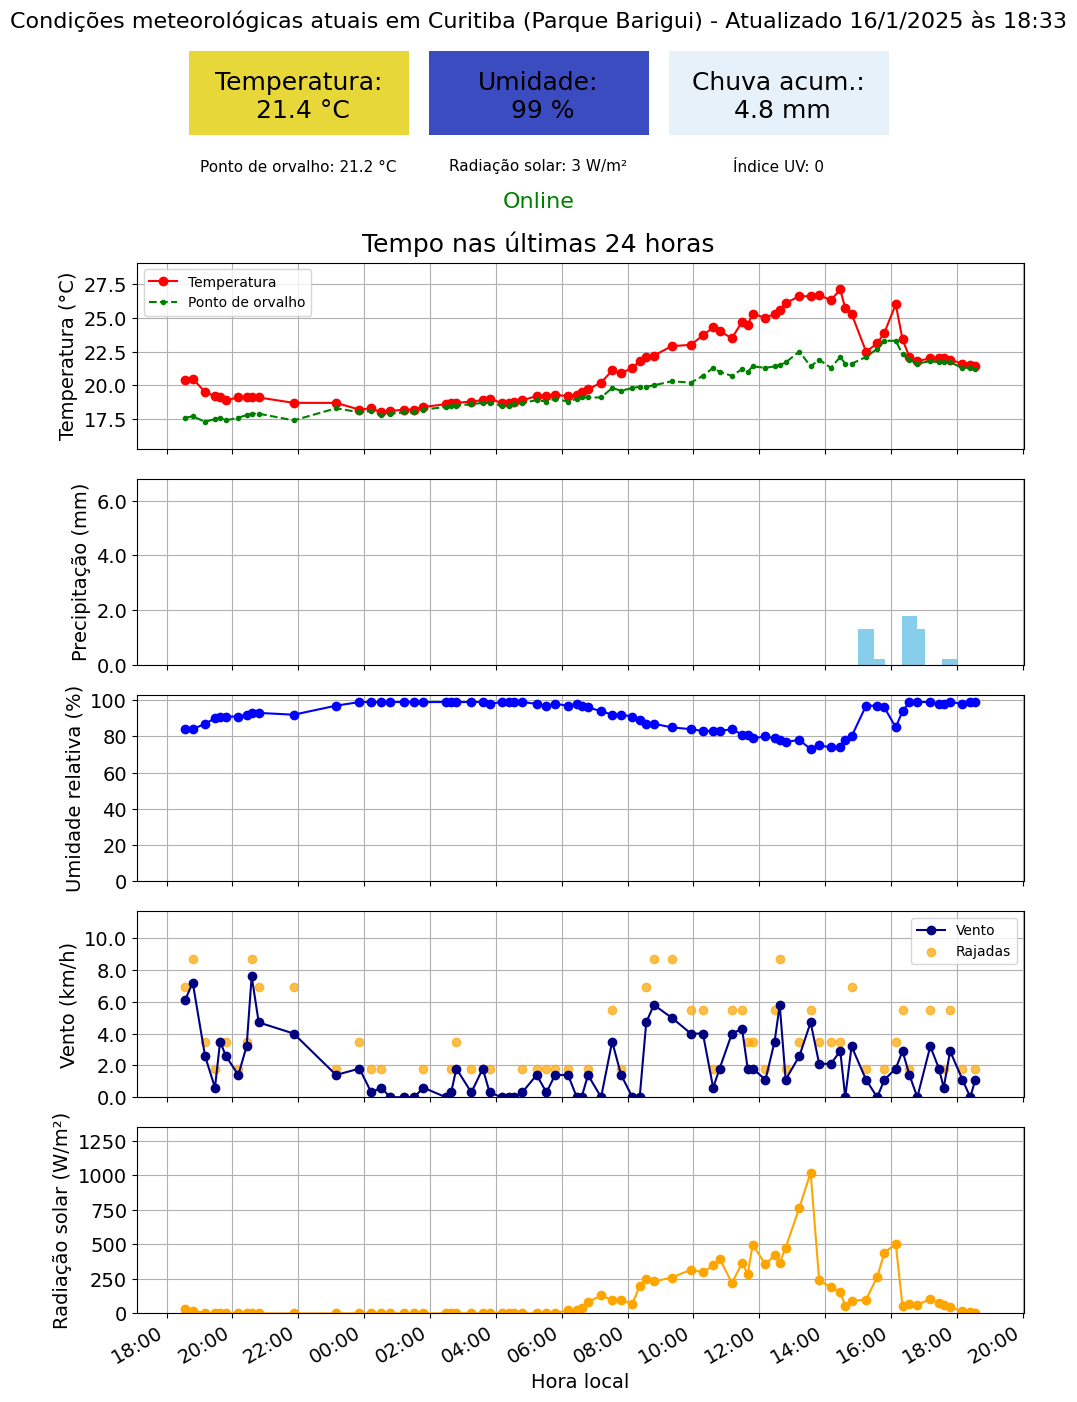 Condições meteorológicas atuais em Curitiba (Parque Barigui) - Atualizado 16/1/2025 às 18:33
Temperatura:
21.4 °C
Umidade:
99 %
Chuva acum.:
4.8 mm
Ponto de orvalho: 21.2 °C
Radiação solar: 3 W/m²
Índice UV: 0
Online
Tempo nas últimas 24 horas
Temperatura (°C)
27.5
25.0
22.5
20.0
17.5
Temperatura
Ponto de orvalho
Precipitação (mm)
6.0
4.0
2.0
0.0
Umidade relativa (%)
100
80
60
40
20
0
Vento (km/h)
10.0
8.0
6.0
4.0
2.0
0.0
Vento
Rajadas
Radiação solar (W/m²)
1250
1000
750
500
250
0
18:00
20:00
22:00
00:00
02:00
04:00
06:00
08:00
10:00
12:00
14:00
16:00
18:00
20:00
Hora local